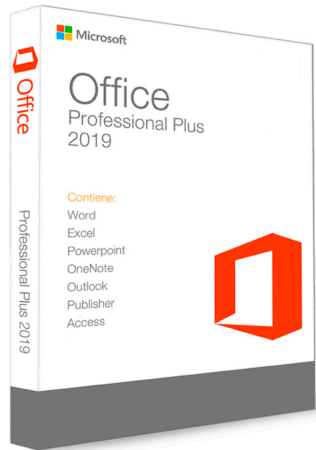 Microsoft
Office
Professional Plus
2019
Contiene:
Word
Excel
Powerpoint
OneNote
Outlook
Publisher
Access
Office
Professional Plus 2019